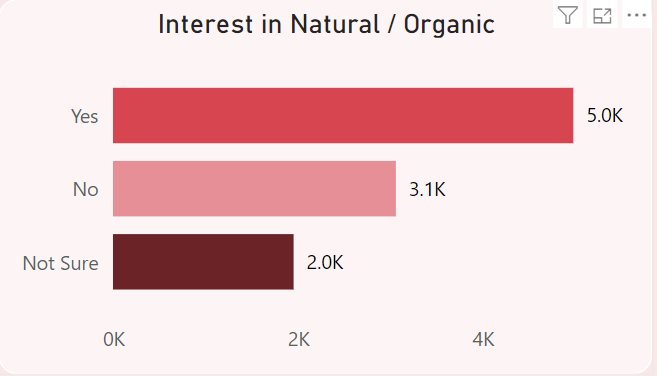 Interest in Natural / Organic
Yes 5.0K
No 3.1K
Not Sure 2.0K
0K 2K 4K